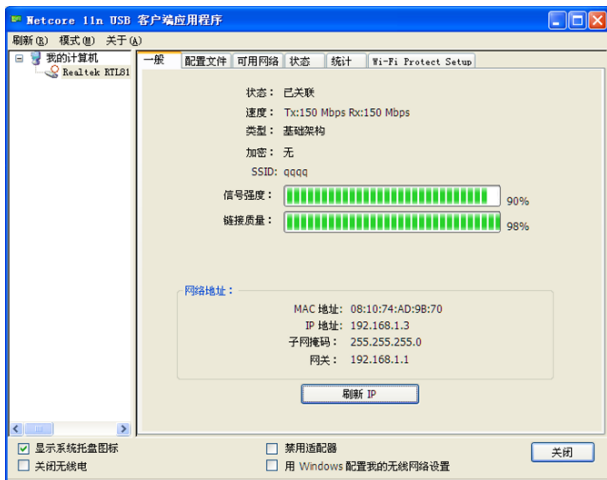 Netcore 11n USB 客户端应用程序
刷新(R) 模式(M) 关于(A)
我的计算机
Realtek RTL81
一般 配置文件 可用网络 状态 统计 Wi-Fi Protect Setup
状态： 已关联
速度： Tx:150 Mbps Rx:150 Mbps
类型： 基础架构
加密： 无
SSID: qqqq
信号强度： 90%
链接质量： 98%
网络地址：
MAC 地址: 08:10:74:AD:9B:70
IP 地址: 192.168.1.3
子网掩码： 255.255.255.0
网关： 192.168.1.1
刷新 IP
显示系统托盘图标 禁用适配器 关闭
关闭无线电 用 Windows 配置我的无线网络设置